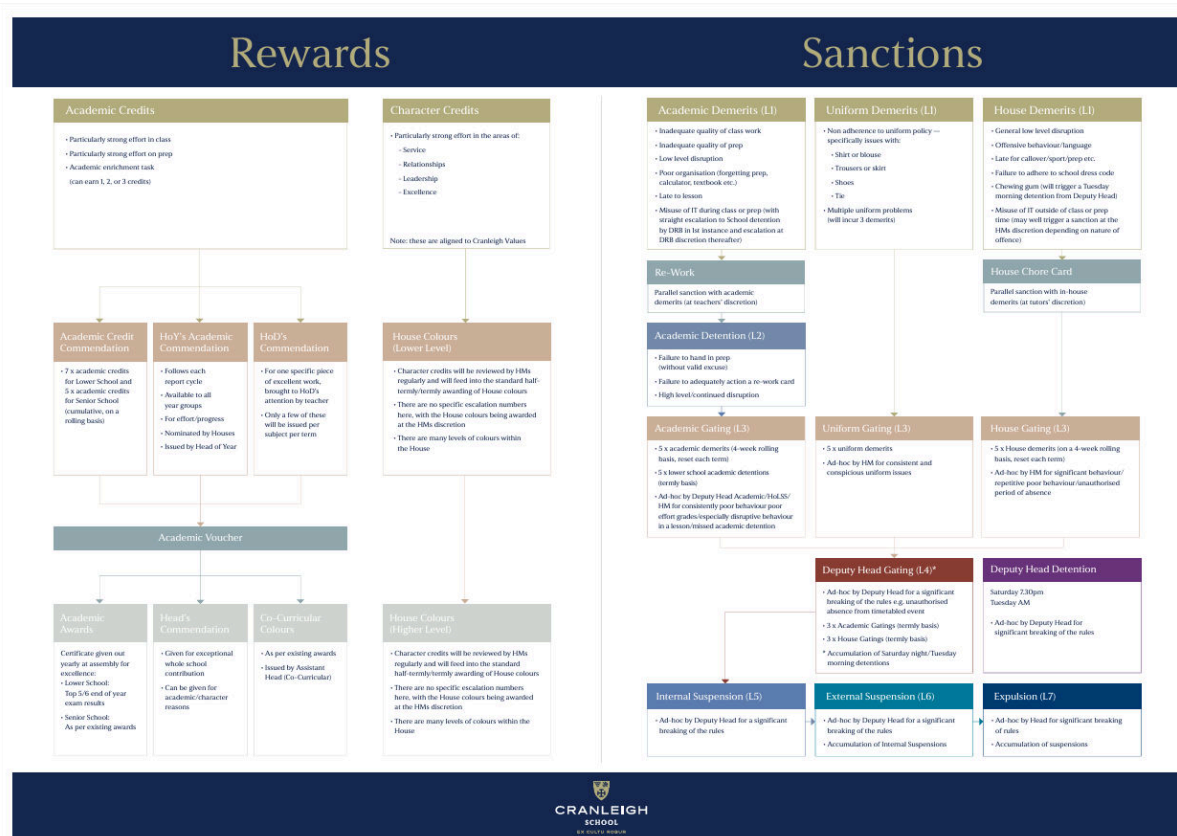 Rewards
Sanctions
Academic Credits
• Particularly strong effort in class
• Particularly strong effort on prep
• Academic enrichment task
(can earn 1, 2, or 3 credits)
Character Credits
• Particularly strong effort in the areas of:
- Service
- Relationships
- Leadership
- Excellence
Note: these are aligned to Cranleigh Values
Academic Credit
Commendation
• 7 x academic credits
for Lower School and
5 x academic credits
for Senior School
(cumulative, on a
rolling basis)
HoY's Academic
Commendation
• Follows each
report cycle
• Available to all
year groups
• For effort/progress
• Nominated by Houses
• Issued by Head of Year
HoD's
Commendation
• For one specific piece
of excellent work,
brought to HoD's
attention by teacher
• Only a few of these
will be issued per
subject per term
House Colours
(Lower Level)
• Character credits will be reviewed by HMs
regularly and will feed into the standard half-
termly/termly awarding of House colours
• There are no specific escalation numbers
here, with the House colours being awarded
at the HMs discretion
• There are many levels of colours within
the House
Academic Voucher
Academic
Awards
Certificate given out
yearly at assembly for
excellence:
• Lower School:
Top 5/6 end of year
exam results
• Senior School:
As per existing awards
Head's
Commendation
• Given for exceptional
whole school
contribution
• Can be given for
academic/character
reasons
Co-Curricular
Colours
• As per existing awards
• Issued by Assistant
Head (Co-Curricular)
House Colours
(Higher Level)
• Character credits will be reviewed by HMs
regularly and will feed into the standard
half-termly/termly awarding of House colours
• There are no specific escalation numbers
here, with the House colours being awarded
at the HMs discretion
• There are many levels of colours within the
House
Academic Demerits (L1)
• Inadequate quality of class work
• Inadequate quality of prep
• Low level disruption
• Poor organisation (forgetting prep,
calculator, textbook etc.)
• Late to lesson
• Misuse of IT during class or prep (with
straight escalation to School detention
by DRB in 1st instance and escalation at
DRB discretion thereafter)
Uniform Demerits (L1)
• Non adherence to uniform policy —
specifically issues with:
• Shirt or blouse
• Trousers or skirt
• Shoes
• Tie
• Multiple uniform problems
(will incur 3 demerits)
House Demerits (L1)
• General low level disruption
• Offensive behaviour/language
• Late for callover/sport/prep etc.
• Failure to adhere to school dress code
• Chewing gum (will trigger a Tuesday
morning detention from Deputy Head)
• Misuse of IT outside of class or prep
time (may well trigger a sanction at the
HMs discretion depending on nature of
offence)
Re-Work
Parallel sanction with academic
demerits (at teachers' discretion)
House Chore Card
Parallel sanction with in-house
demerits (at tutors' discretion)
Academic Detention (L2)
• Failure to hand in prep
(without valid excuse)
• Failure to adequately action a re-work card
• High level/continued disruption
Academic Gating (L3)
• 5 x academic demerits (4-week rolling
basis, reset each term)
• 5 x lower school academic detentions
(termly basis)
• Ad-hoc by Deputy Head Academic/HoLSS/
HM for consistently poor behaviour poor
effort grades/especially disruptive behaviour
in a lesson/missed academic detention
Uniform Gating (L3)
• 5 x uniform demerits
• Ad-hoc by HM for consistent and
conspicious uniform issues
House Gating (L3)
• 5 x House demerits (on a 4-week rolling
basis, reset each term)
• Ad-hoc by HM for significant behaviour/
repetitive poor behaviour/unauthorised
period of absence
Deputy Head Gating (L4)*
• Ad-hoc by Deputy Head for a significant
breaking of the rules e.g. unauthorised
absence from timetabled event
• 3 x Academic Gatings (termly basis)
• 3 x House Gatings (termly basis)
* Accumulation of Saturday night/Tuesday
morning detentions
Deputy Head Detention
Saturday 7.30pm
Tuesday AM
• Ad-hoc by Deputy Head for
significant breaking of the rules
Internal Suspension (L5)
• Ad-hoc by Deputy Head for a significant
breaking of the rules
External Suspension (L6)
• Ad-hoc by Deputy Head for a significant
breaking of the rules
• Accumulation of Internal Suspensions
Expulsion (L7)
• Ad-hoc by Head for significant breaking
of rules
• Accumulation of suspensions
CRANLEIGH
SCHOOL
EX CULTU ROBUR